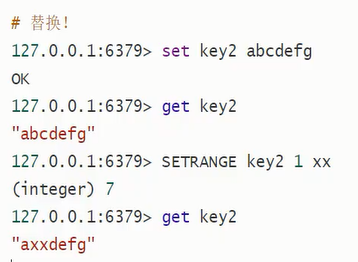 # 替换!
127.0.0.1:6379> set key2 abcdefg
OK
127.0.0.1:6379> get key2
"abcdefg"
127.0.0.1:6379> SETRANGE key2 1 xx
(integer) 7
127.0.0.1:6379> get key2
"axxdefg"